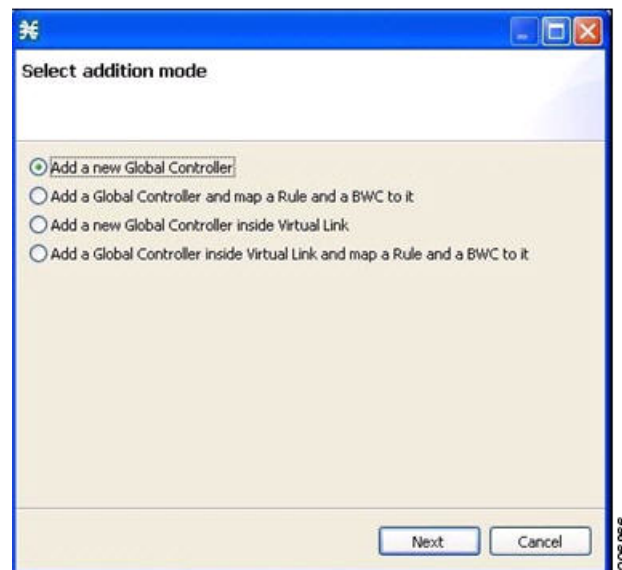 Select addition mode
Add a new Global Controller
Add a Global Controller and map a Rule and a BWC to it
Add a new Global Controller inside Virtual Link
Add a Global Controller inside Virtual Link and map a Rule and a BWC to it
Next
Cancel